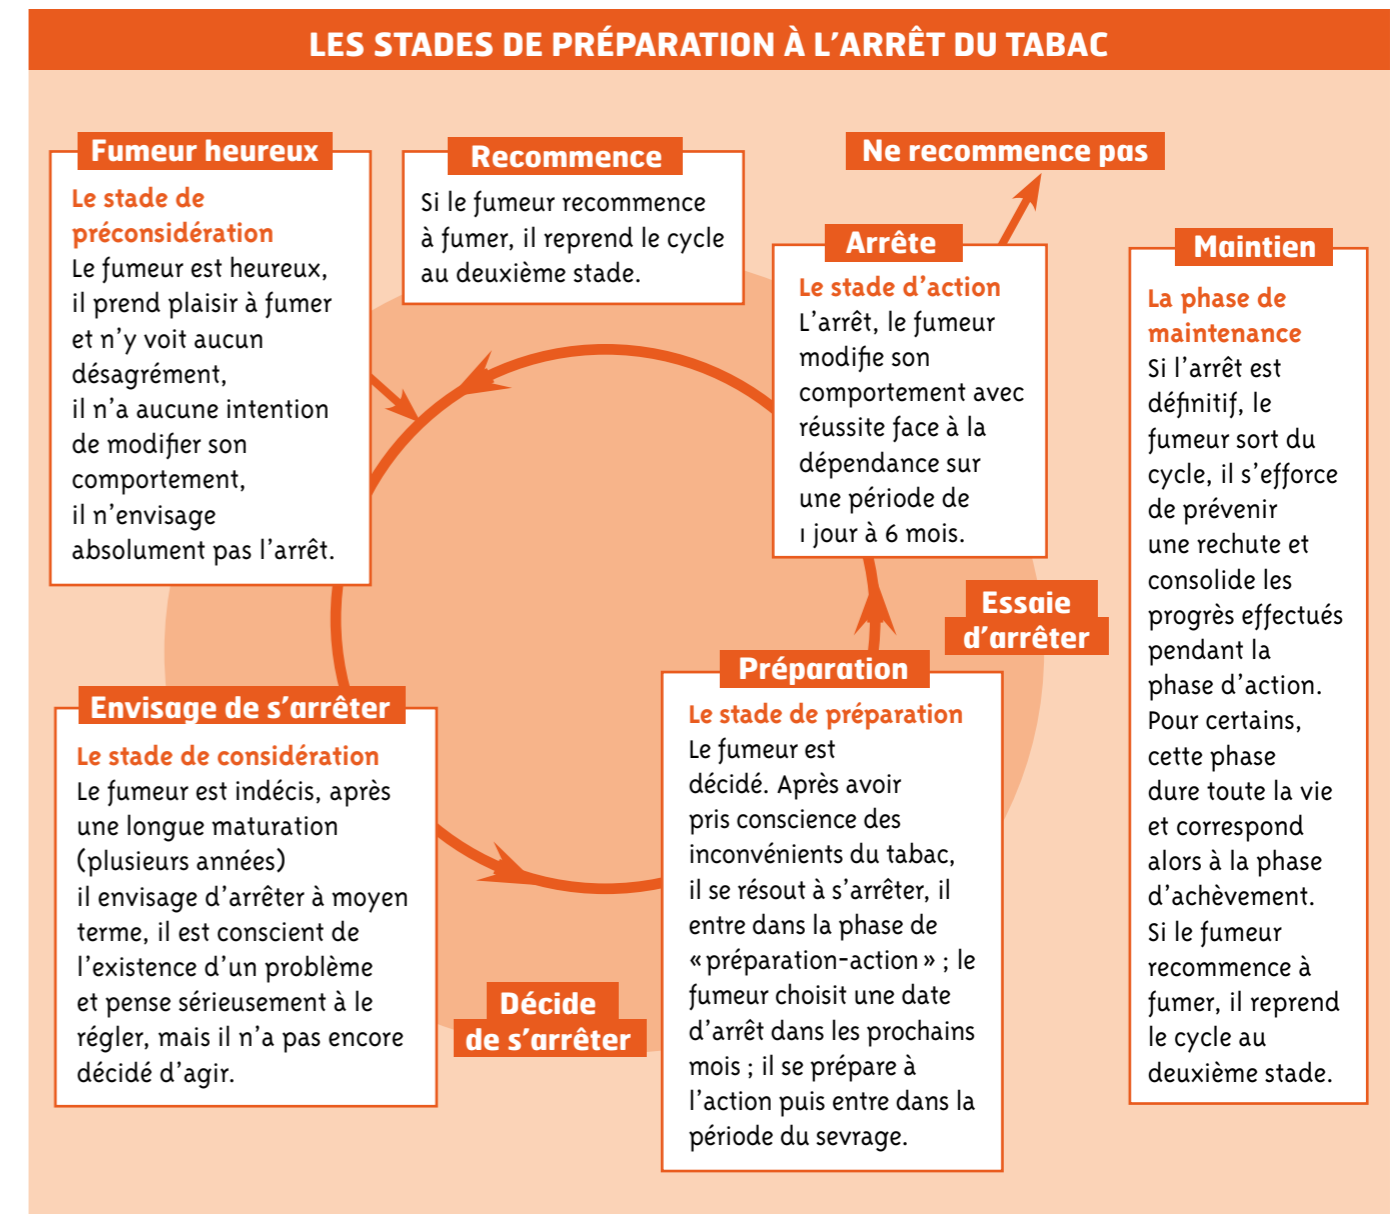 LES STADES DE PRÉPARATION À L'ARRÊT DU TABAC
Fumeur heureux
Le stade de
préconsidération
Le fumeur est heureux,
il prend plaisir à fumer
et n'y voit aucun
désagrément,
il n'a aucune intention
de modifier son
comportement,
il n'envisage
absolument pas l'arrêt.
Recommence
Si le fumeur recommence
à fumer, il reprend le cycle
au deuxième stade.
Ne recommence pas
Arrête
Le stade d'action
L'arrêt, le fumeur
modifie son
comportement avec
réussite face à la
dépendance sur
une période de
1 jour à 6 mois.
Maintien
La phase de
maintenance
Si l'arrêt est
définitif, le
fumeur sort du
cycle, il s'efforce
de prévenir
une rechute et
consolide les
progrès effectués
pendant la
phase d'action.
Pour certains,
cette phase
dure toute la vie
et correspond
alors à la phase
d'achèvement.
Si le fumeur
recommence à
fumer, il reprend
le cycle au
deuxième stade.
Essaie
d'arrêter
Envisage de s'arrêter
Le stade de considération
Le fumeur est indécis, après
une longue maturation
(plusieurs années)
il envisage d'arrêter à moyen
terme, il est conscient de
l'existence d'un problème
et pense sérieusement à le
régler, mais il n'a pas encore
décidé d'agir.
Décide
de s'arrêter
Préparation
Le stade de préparation
Le fumeur est
décidé. Après avoir
pris conscience des
inconvénients du tabac,
il se résout à s'arrêter, il
entre dans la phase de
«préparation-action» ; le
fumeur choisit une date
d'arrêt dans les prochains
mois ; il se prépare à
l'action puis entre dans la
période du sevrage.